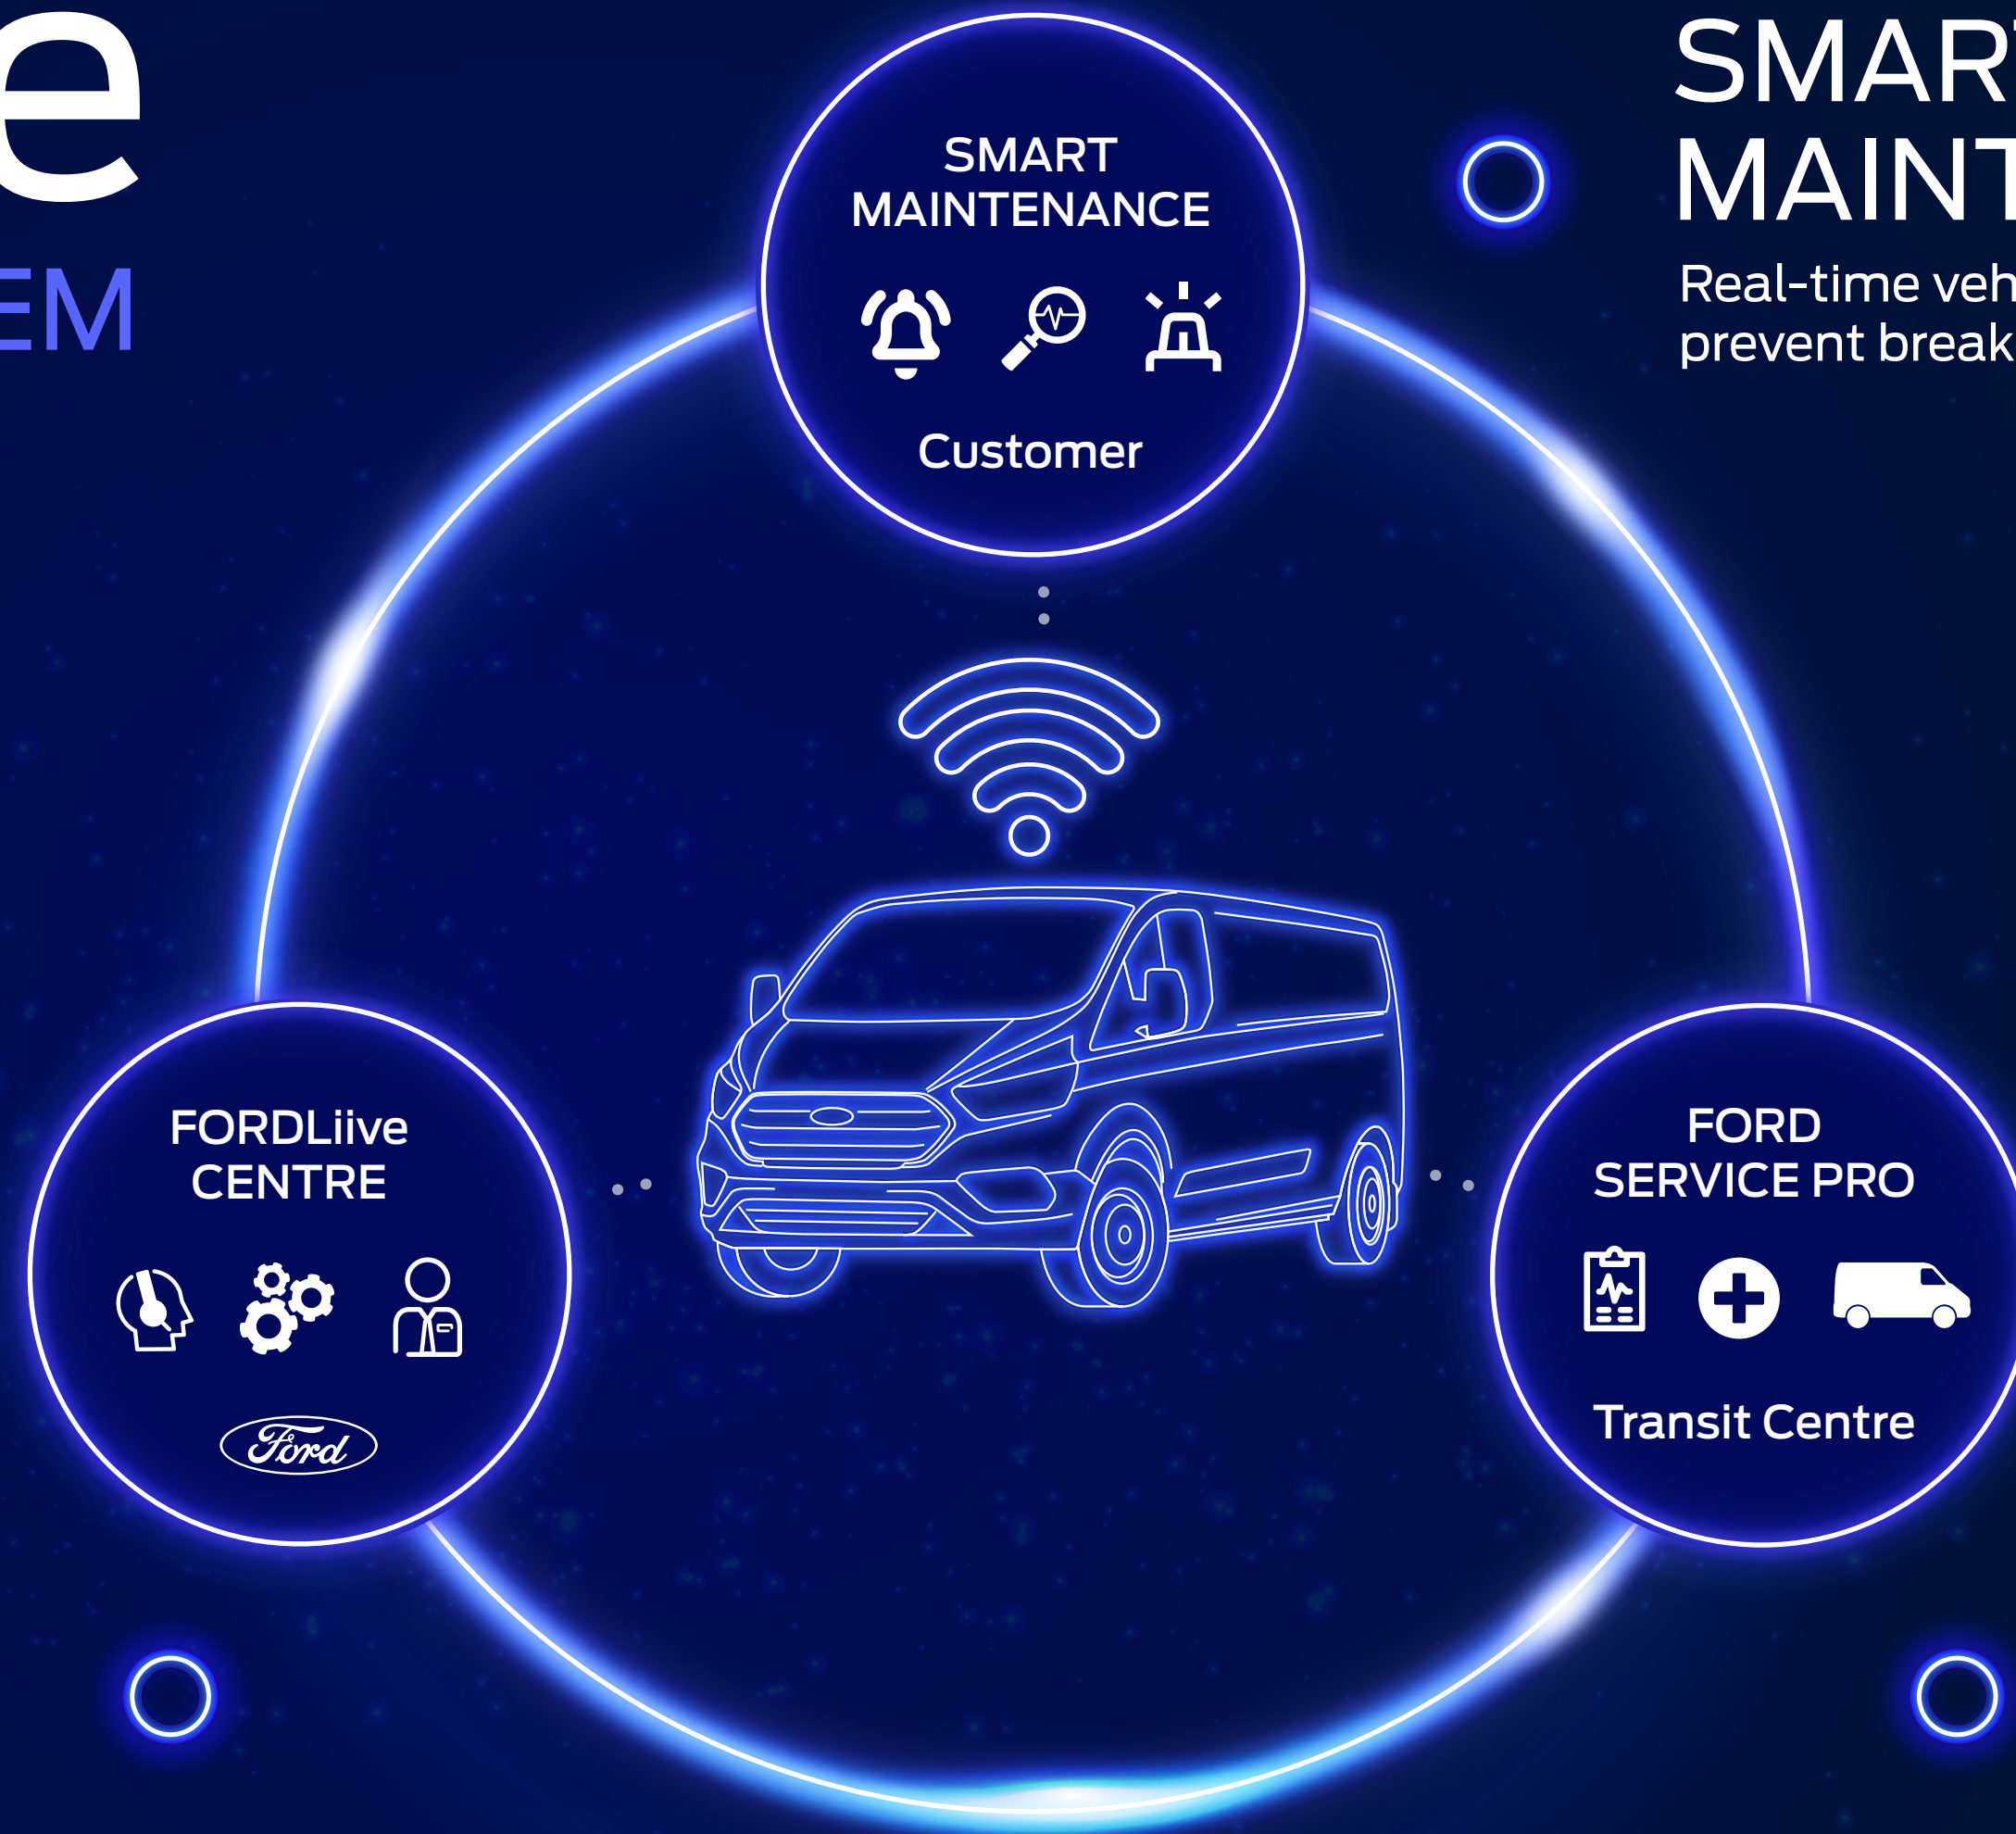 e
EM
SMART
MAINTENANCE
Customer
SMAR
MAINT
Real-time veh
prevent break
FORDLiive
CENTRE
Ford
FORD
SERVICE PRO
Transit Centre